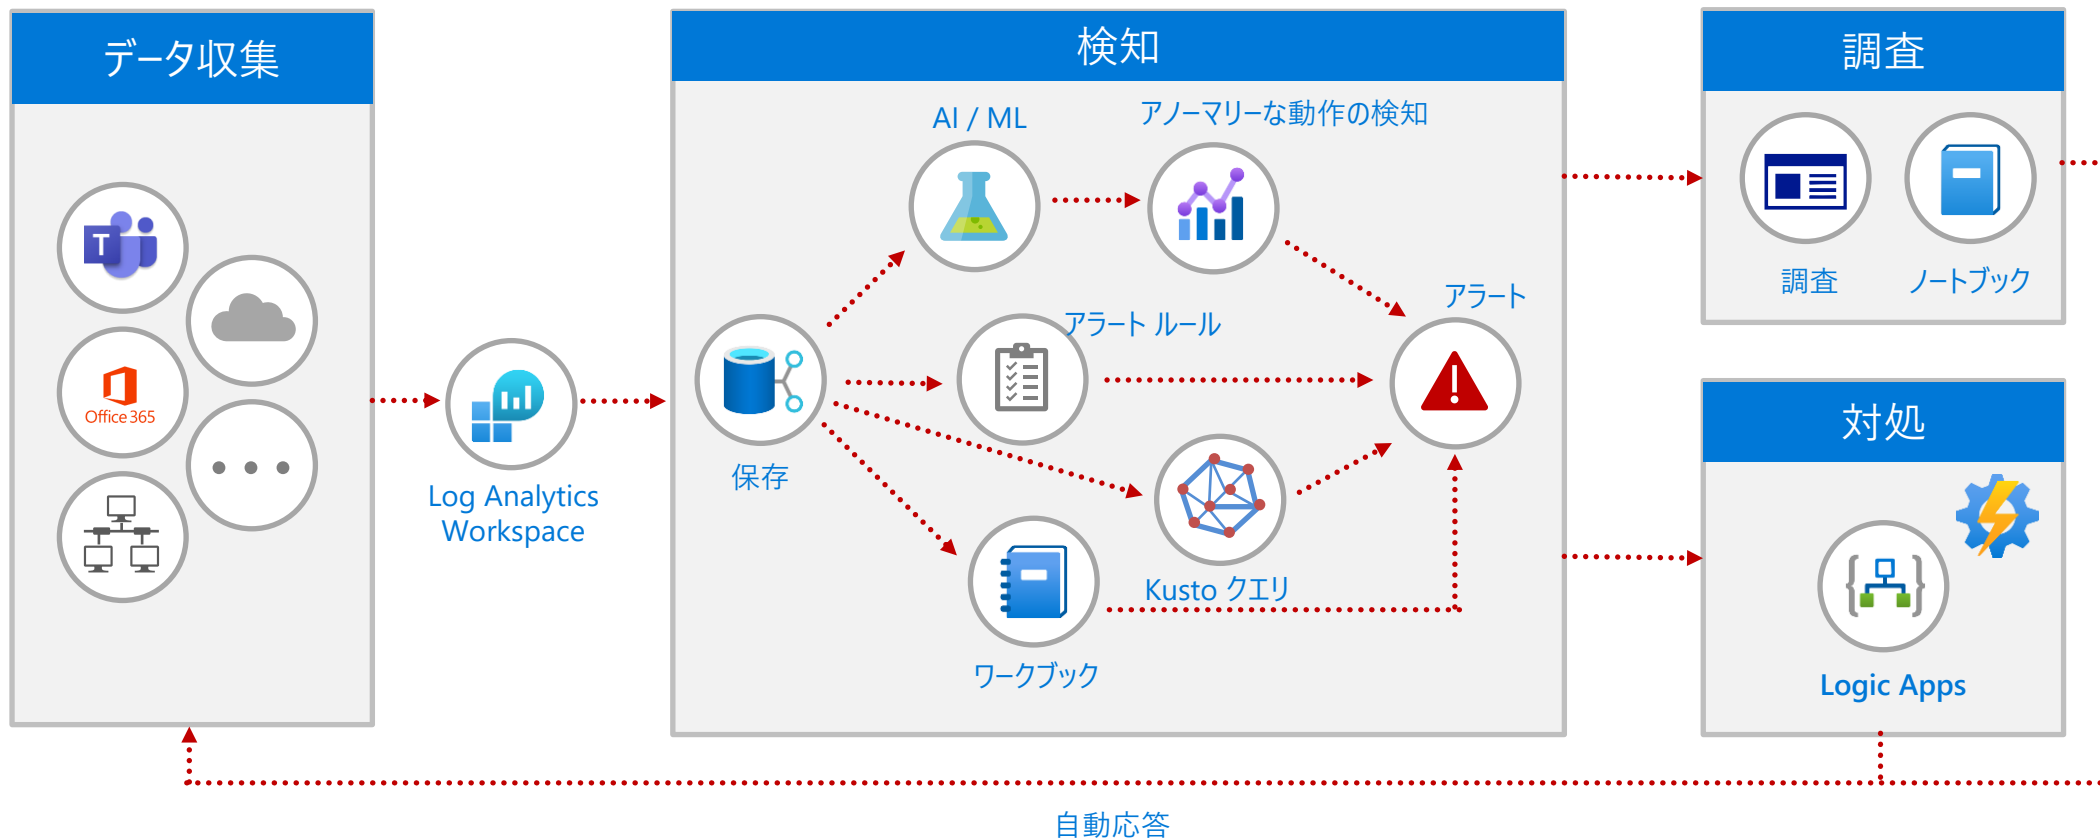 データ収集
T
Office 365
Log Analytics
Workspace
検知
AI / ML
アノーマリーな動作の検知
アラート ルール
アラート
保存
Kusto クエリ
ワークブック
調査
調査
ノートブック
対処
Logic Apps
自動応答